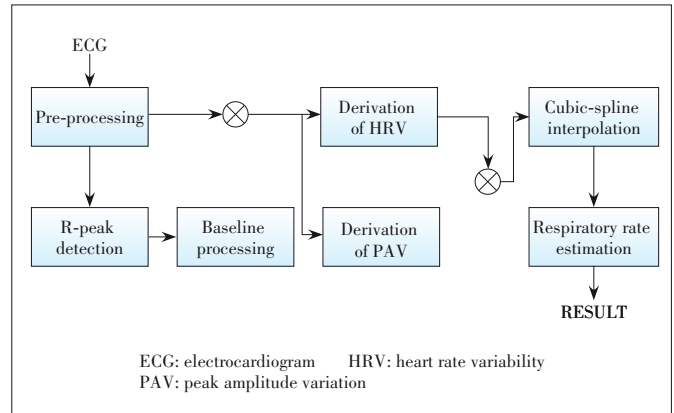 ECG
Pre-processing
Derivation
of HRV
Cubic-spline
interpolation
R-peak
detection
Baseline
processing
Derivation
of PAV
Respiratory rate
estimation
RESULT
ECG: electrocardiogram HRV: heart rate variability
PAV: peak amplitude variation